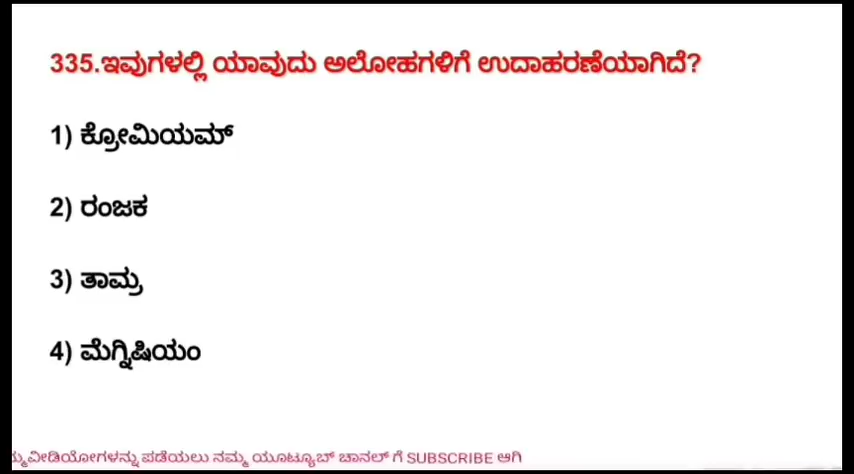 335.ಇವುಗಳಲ್ಲಿ ಯಾವುದು ಅಲೋಹಗಳಿಗೆ ಉದಾಹರಣೆಯಾಗಿದೆ?
1) ಕ್ರೋಮಿಯಮ್
2) ರಂಜಕ
3) ತಾಮ್ರ
4) ಮೆಗ್ನಿಷಿಯಂ
ವೀಡಿಯೋಗಳನ್ನು ಪಡೆಯಲು ನಮ್ಮ ಯೂಟ್ಯೂಬ್ ಚಾನಲ್ ಗೆ SUBSCRIBE ಆಗಿ